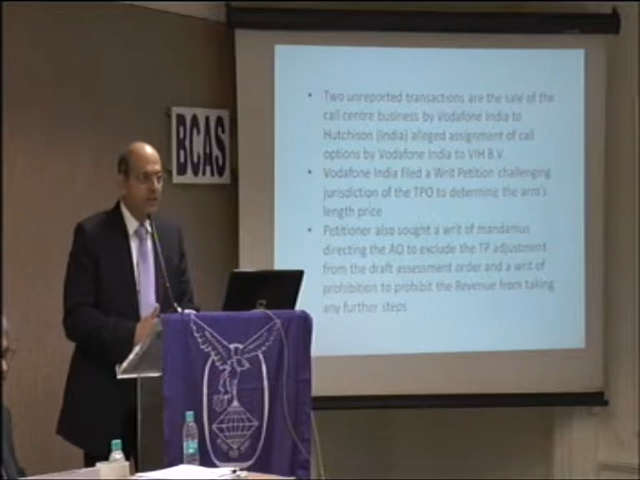 BCAS
• Two unreported transactions are the sale of the
call centre business by Vodafone India to
Hutchison (India) alleged assignment of call
options by Vodafone India to VIH B.V.
• Vodafone India filed a Writ Petition challenging
jurisdiction of the TPO to determine the arm's
length price
• Petitioner also sought a writ of mandamus
directing the AO to exclude the TP adjustment
from the draft assessment order and a writ of
prohibition to prohibit the Revenue from taking
any further steps